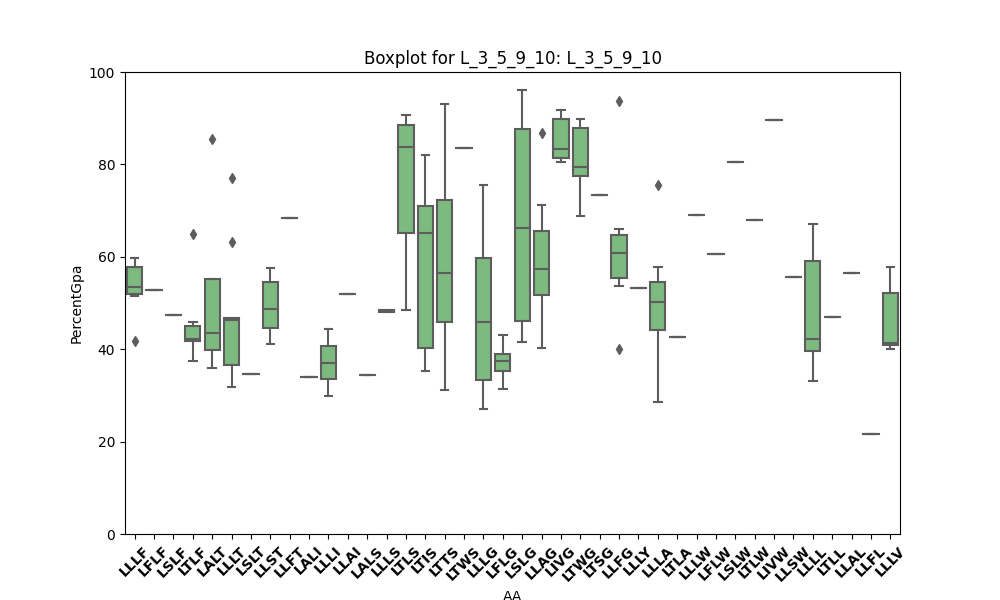 Boxplot for L_3_5_9_10: L_3_5_9_10
100
80
60
40
20
0
PercentGpa
LLLF
LFLF
LSLF
LTLF
LALT
LLLT
LSLT
LLST
LLFT
LALI
LLLI
LLAI
LALS
LLLS
LTLS
LTIS
LTTS
LTWS
LLLG
LFLG
LSLG
LLAG
LIVG
LTWG
LTSG
LLFG
LLLY
LLLA
LTLA
LLLW
LFLW
LSLW
LTLW
LIVW
LLSW
LLLL
LTLL
LLAL
LLFL
LLLV
AA